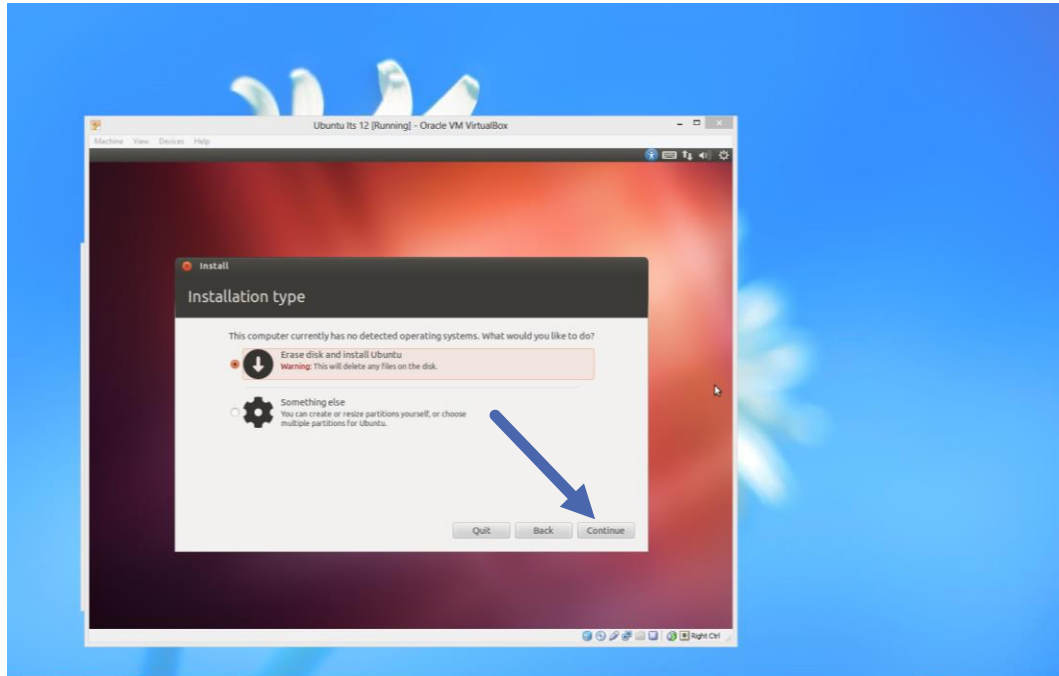 Ubuntu lts 12 [Running] - Oracle VM VirtualBox
Machine View Devices Help
Install
Installation type
This computer currently has no detected operating systems. What would you like to do?
Erase disk and install Ubuntu
Warning: This will delete any files on the disk.
Something else
You can create or resize partitions yourself, or choose
multiple partitions for Ubuntu.
Quit Back Continue
Right Ctrl